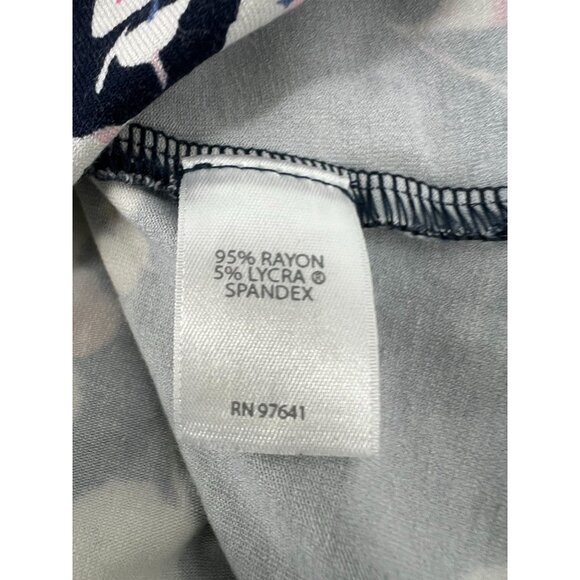 95% RAYON
5% LYCRA ®
SPANDEX
RN 97641